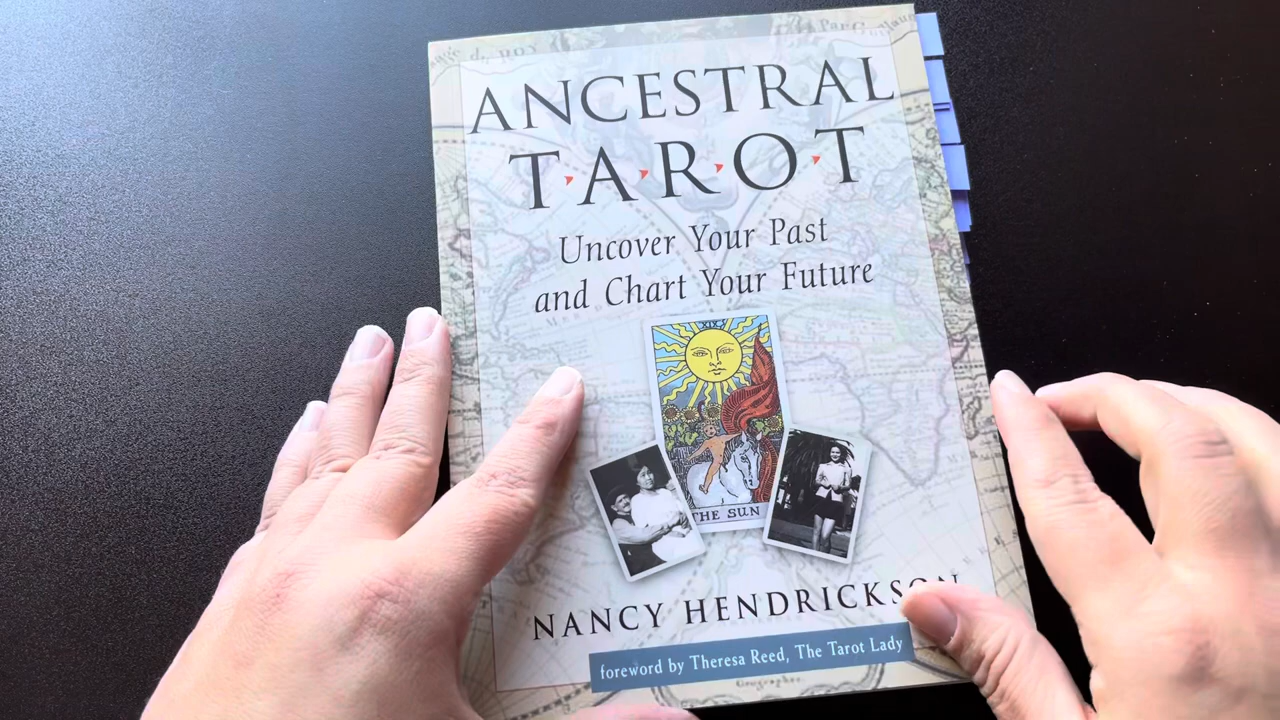 ANCESTRAL
TAROT
Uncover Your Past
and Chart Your Future
XIX
THE SUN
NANCY HENDRICKSON
foreword by Theresa Reed, The Tarot Lady